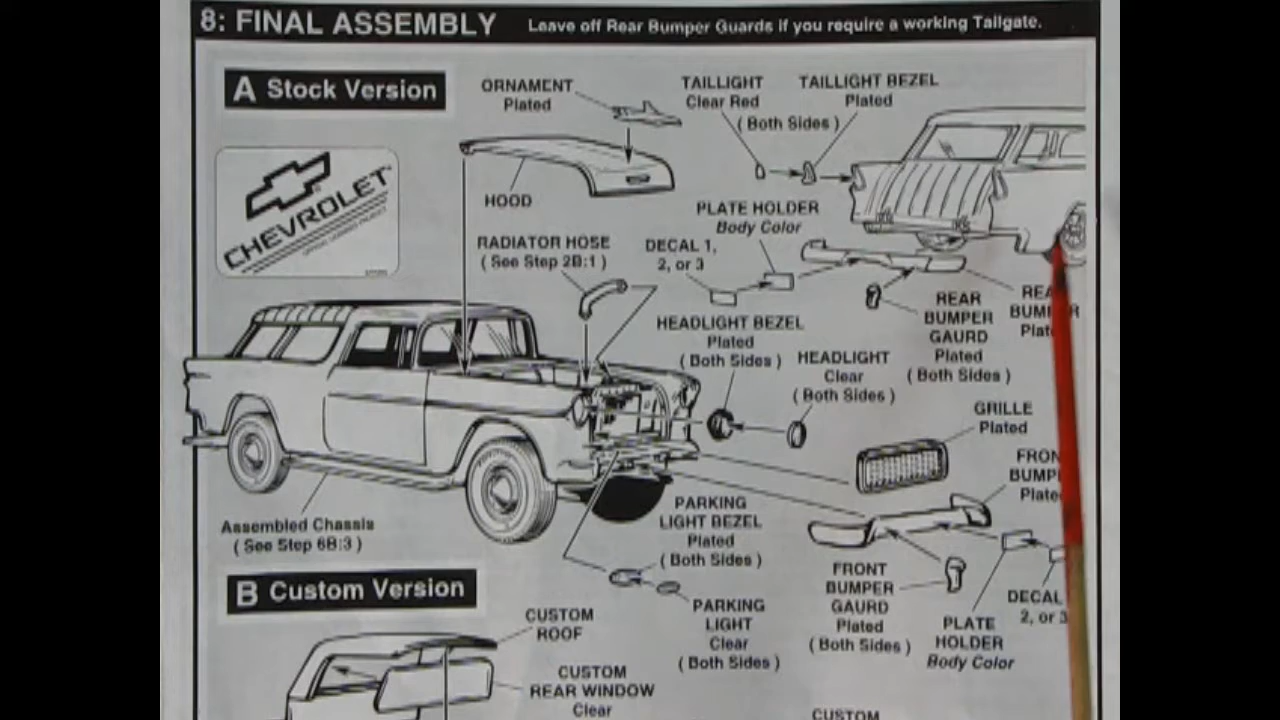 8: FINAL ASSEMBLY
Leave off Rear Bumper Guards if you require a working Tailgate.
A Stock Version
ORNAMENT
Plated
TAILLIGHT
Clear Red
TAILLIGHT BEZEL
Plated
( Both Sides )
CHEVROLET
HOOD
PLATE HOLDER
Body Color
RADIATOR HOSE
( See Step 2B:1 )
DECAL 1,
2, or 3
REAR
BUMPER
GAURD
Plated
( Both Sides )
HEADLIGHT BEZEL
Plated
( Both Sides )
HEADLIGHT
Clear
( Both Sides )
GRILLE
Plated
Assembled Chassis
( See Step 6B:3 )
PARKING
LIGHT BEZEL
Plated
( Both Sides )
FRONT
BUMPER
GAURD
Plated
( Both Sides )
PARKING
LIGHT
Clear
( Both Sides )
PLATE
HOLDER
Body Color
DECAL
2, or 3
B Custom Version
CUSTOM
ROOF
CUSTOM
REAR WINDOW
Clear
CUSTOM